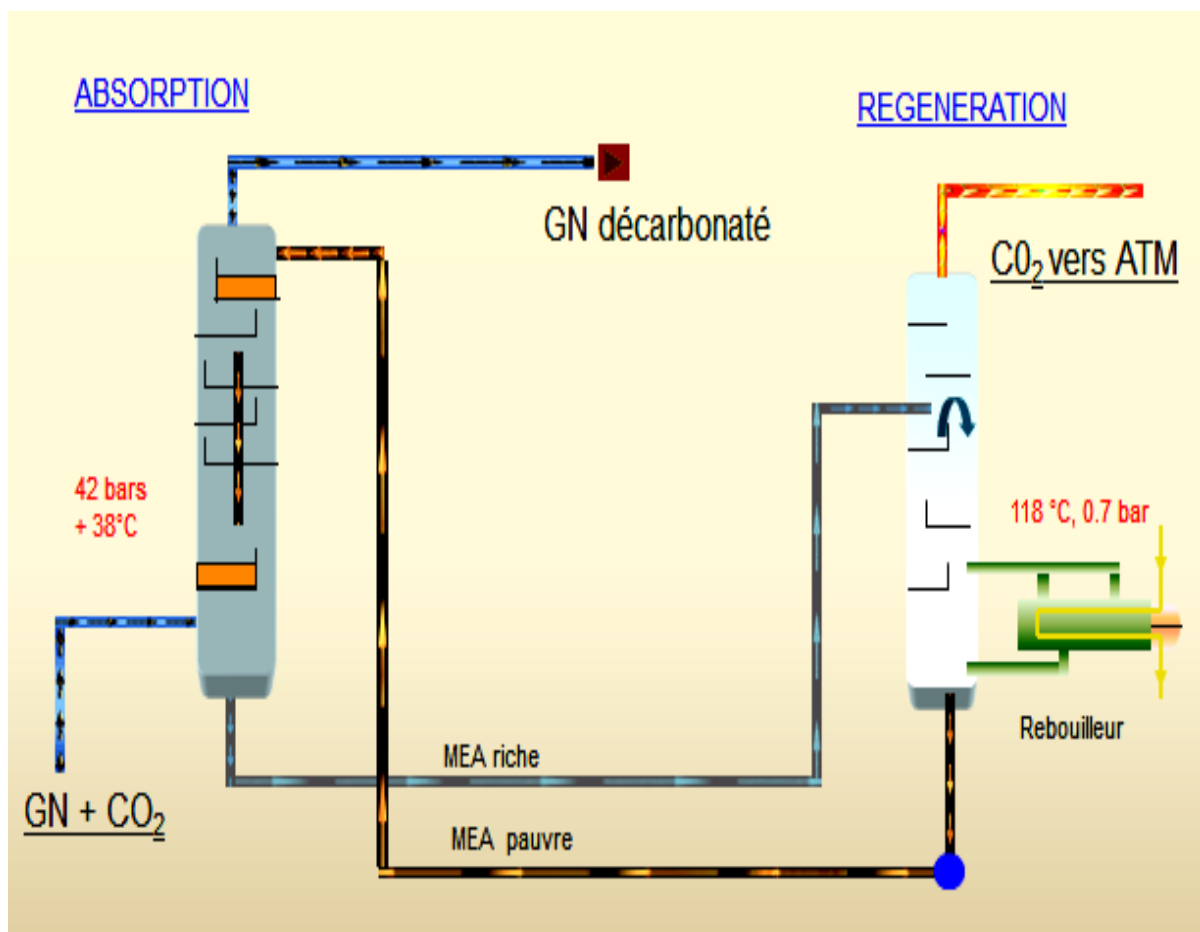 ABSORPTION
REGENERATION
GN décarbonaté
C0₂ vers ATM
42 bars
+ 38°C
118 °C, 0.7 bar
Rebouilleur
MEA riche
GN + CO₂
MEA pauvre